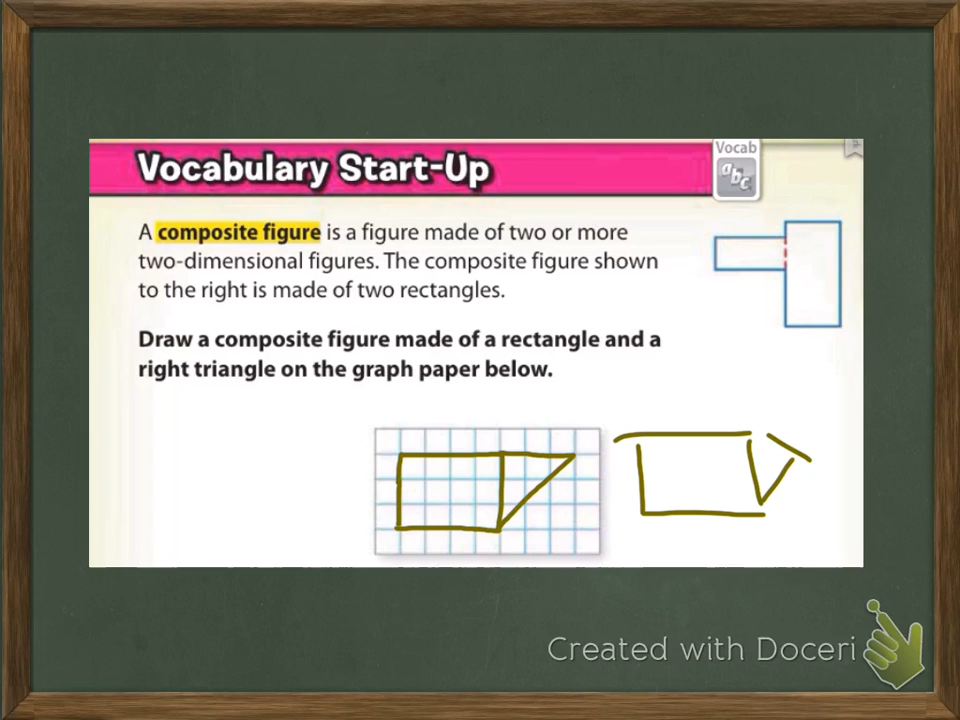 Vocabulary Start-Up
Vocab
abc
A composite figure is a figure made of two or more
two-dimensional figures. The composite figure shown
to the right is made of two rectangles.
Draw a composite figure made of a rectangle and a
right triangle on the graph paper below.
Created with Doceri